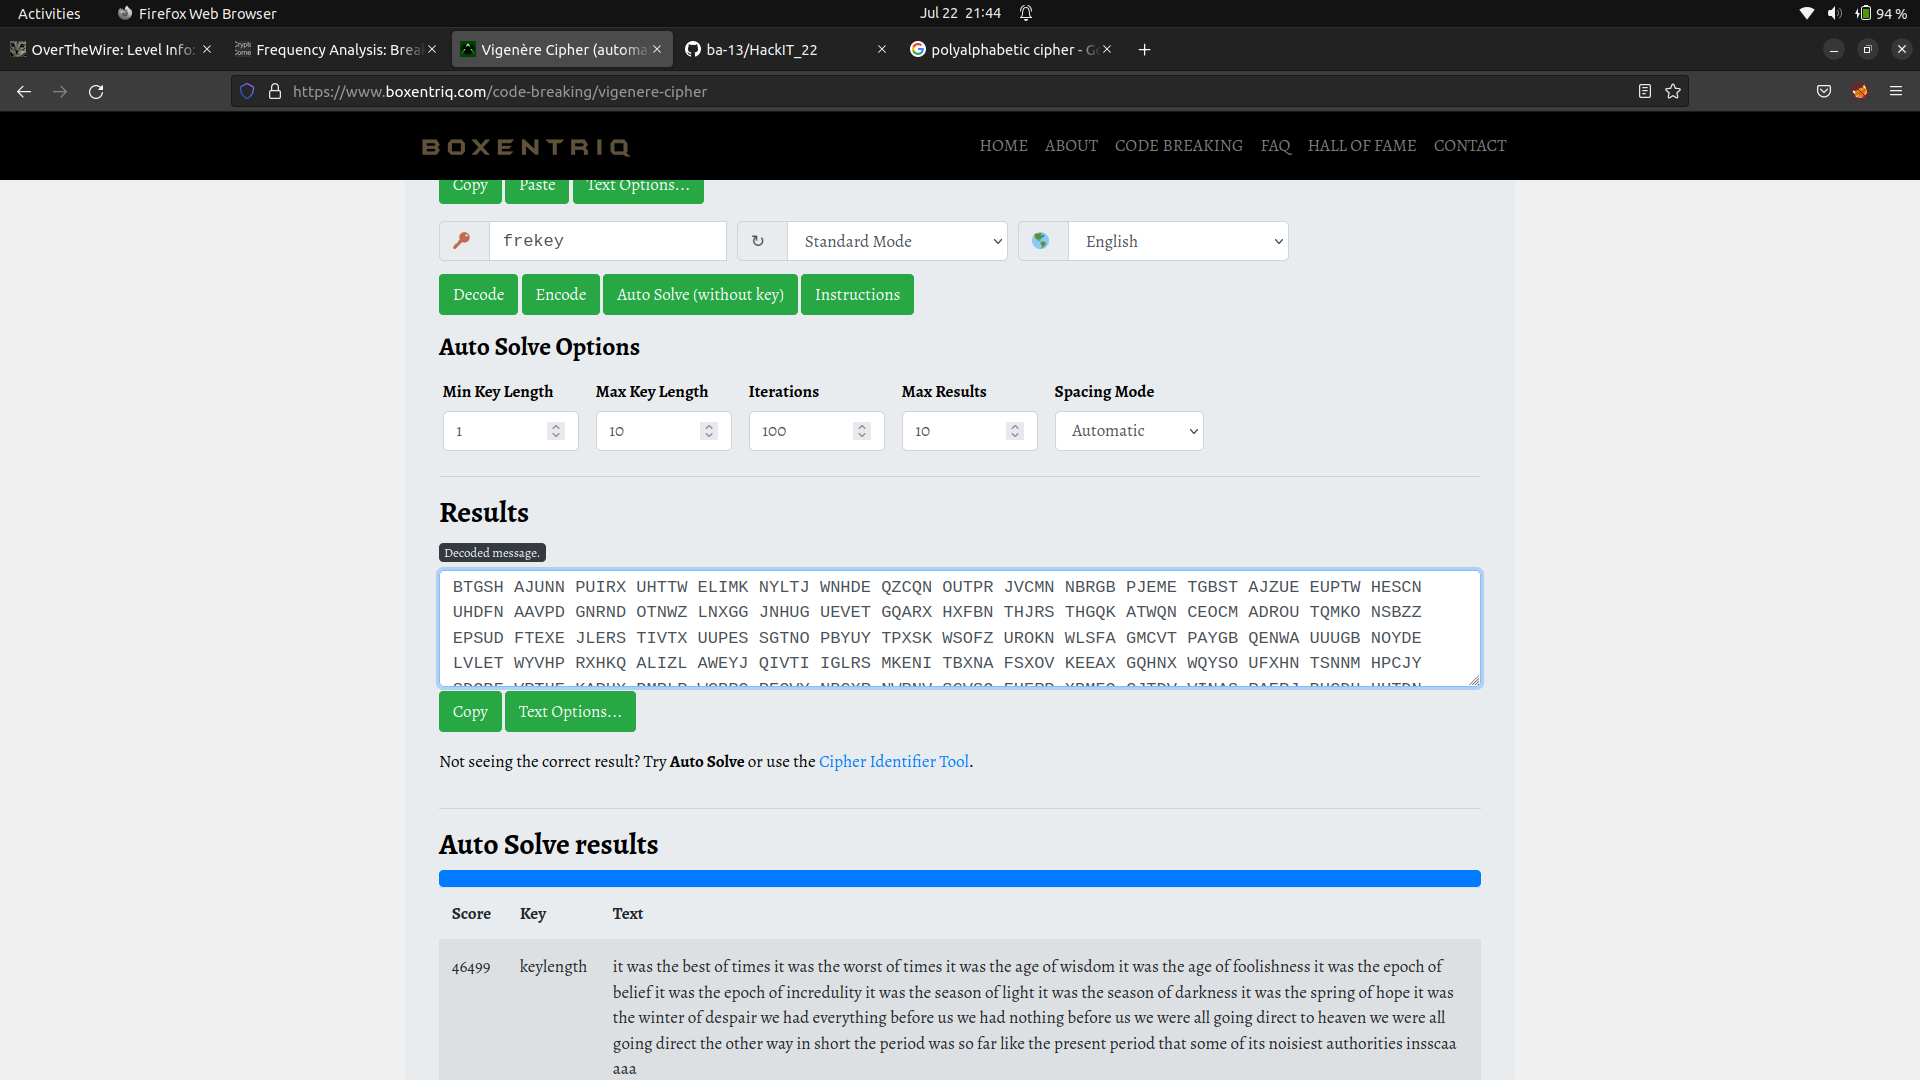 Activities
Firefox Web Browser
Jul 22 21:44
94 %
OverTheWire: Level Info:
Frequency Analysis: Brea
Vigenère Cipher (automa
ba-13/HackIT_22
polyalphabetic cipher - Go
https://www.boxentriq.com/code-breaking/vigenere-cipher
BOXENTRIQ
HOME ABOUT CODE BREAKING FAQ HALL OF FAME CONTACT
Copy Paste Text Options...
frekey
Standard Mode
English
Decode Encode Auto Solve (without key) Instructions
Auto Solve Options
Min Key Length Max Key Length Iterations Max Results Spacing Mode
1 10 100 10 Automatic
Results
Decoded message.
BTGSH AJUNN PUIRX UHTTW ELIMK NYLTJ WNHDE QZCQN OUTPR JVCMN NBRGB PJEME TGBST AJZUE EUPTW HESCN
UHDFN AAVPD GNRND OTNWZ LNXGG JNHUG UEVET GQARX HXFBN THJRS THGQK ATWQN CEOCM ADROU TQMKO NSBZZ
EPSUD FTEXE JLERS TIVTX UUPES SGTNO PBYUY TPXSK WSOFZ UROKN WLSFA GMCVT PAYGB QENWA UUUGB NOYDE
LVLET WYVHP RXHKQ ALIZL AWEYJ QIVTI IGLRS MKENI TBXNA FSXOV KEEAX GQHNX WQYSO UFXHN TSNNM HPCJY
Copy Text Options...
Not seeing the correct result? Try Auto Solve or use the Cipher Identifier Tool.
Auto Solve results
Score Key Text
46499 keylength it was the best of times it was the worst of times it was the age of wisdom it was the age of foolishness it was the epoch of
belief it was the epoch of incredulity it was the season of light it was the season of darkness it was the spring of hope it was
the winter of despair we had everything before us we had nothing before us we were all going direct to heaven we were all
going direct the other way in short the period was so far like the present period that some of its noisiest authorities insscaa
aaa